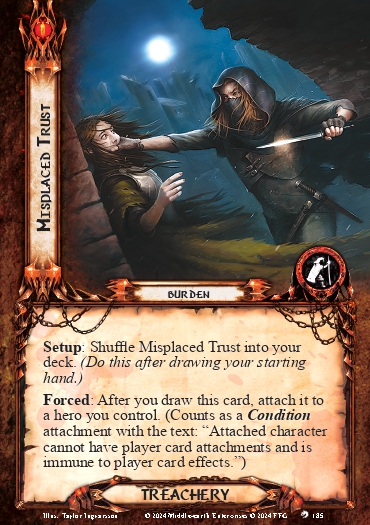 MISPLACED TRUST
BURDEN
Setup: Shuffle Misplaced Trust into your
deck. (Do this after drawing your starting
hand.)
Forced: After you draw this card, attach it to
a hero you control. (Counts as a Condition
attachment with the text: “Attached character
cannot have player card attachments and is
immune to player card effects.”)
TREACHERY
Illus. Taylor Ingvarsson © 2024 Middle-earth Enterprises © 2024 FFG 185